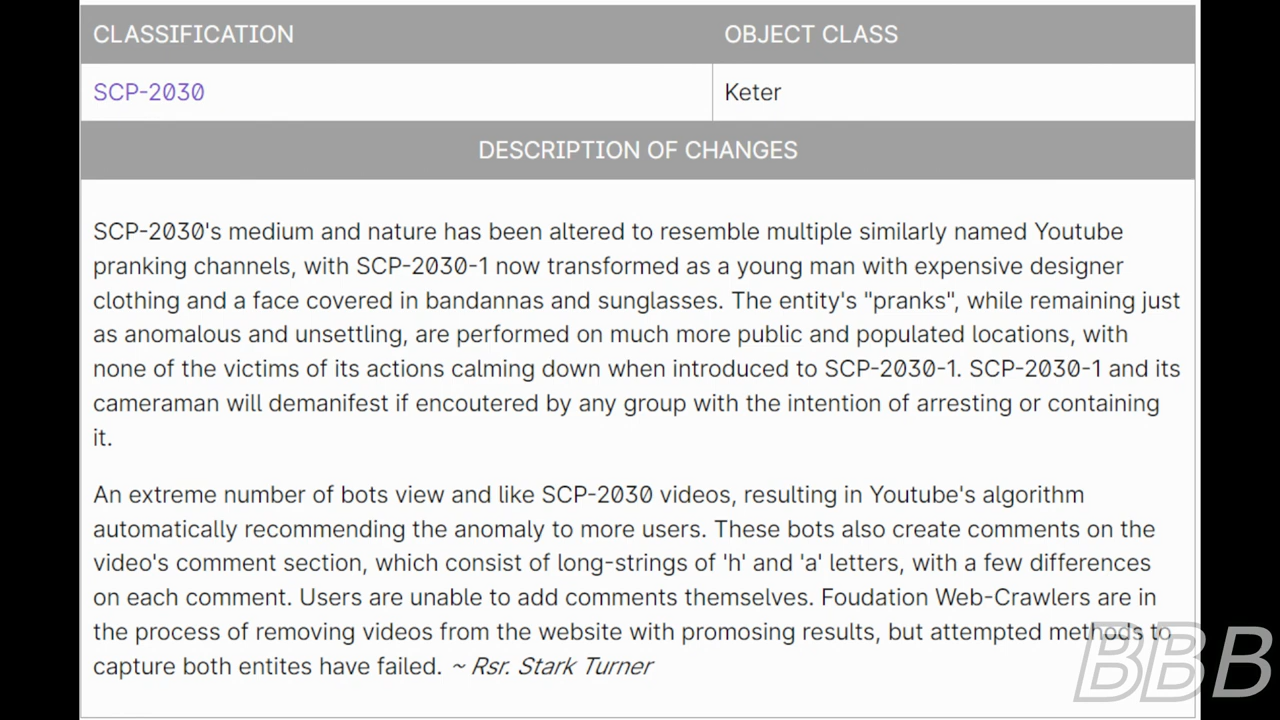 CLASSIFICATION OBJECT CLASS
SCP-2030 Keter
DESCRIPTION OF CHANGES
SCP-2030's medium and nature has been altered to resemble multiple similarly named Youtube
pranking channels, with SCP-2030-1 now transformed as a young man with expensive designer
clothing and a face covered in bandannas and sunglasses. The entity's "pranks", while remaining just
as anomalous and unsettling, are performed on much more public and populated locations, with
none of the victims of its actions calming down when introduced to SCP-2030-1. SCP-2030-1 and its
cameraman will demanifest if encoutered by any group with the intention of arresting or containing
it.
An extreme number of bots view and like SCP-2030 videos, resulting in Youtube's algorithm
automatically recommending the anomaly to more users. These bots also create comments on the
video's comment section, which consist of long-strings of 'h' and 'a' letters, with a few differences
on each comment. Users are unable to add comments themselves. Foudation Web-Crawlers are in
the process of removing videos from the website with promosing results, but attempted methods to
capture both entites have failed. ~ Rsr. Stark Turner
BBB